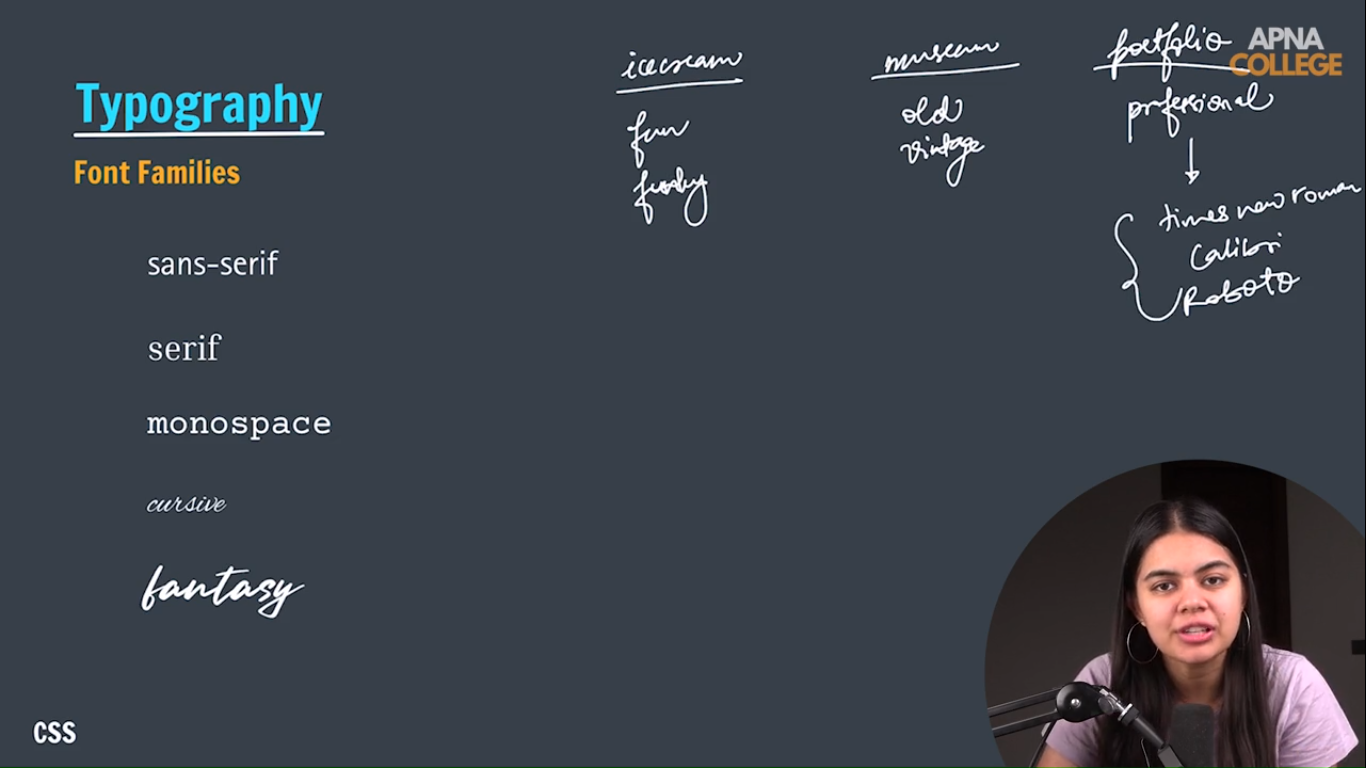 Typography
Font Families
sans-serif
serif
monospace
cursive
fantasy
CSS
icecream
fun
funky
museum
old
vintage
portfolio
professional
times new roman
Calibri
Roboto
APNA
COLLEGE